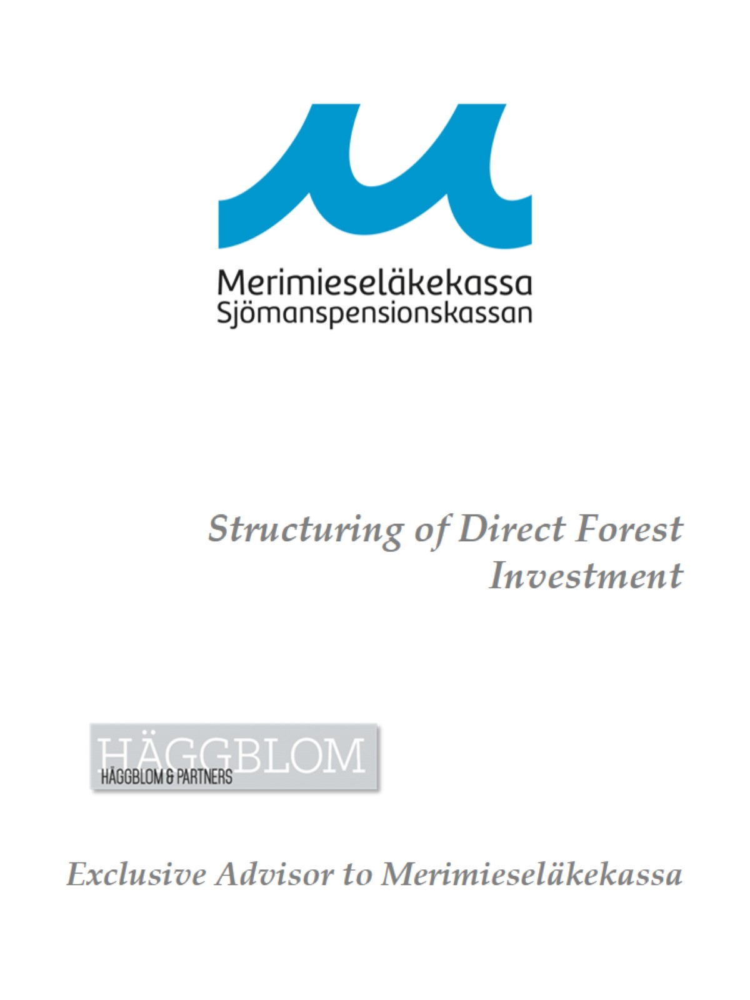 Merimieseläkekassa
Sjömanspensionskassan
Structuring of Direct Forest
Investment
HÄGGBLOM
HÄGGBLOM & PARTNERS
Exclusive Advisor to Merimieseläkekassa